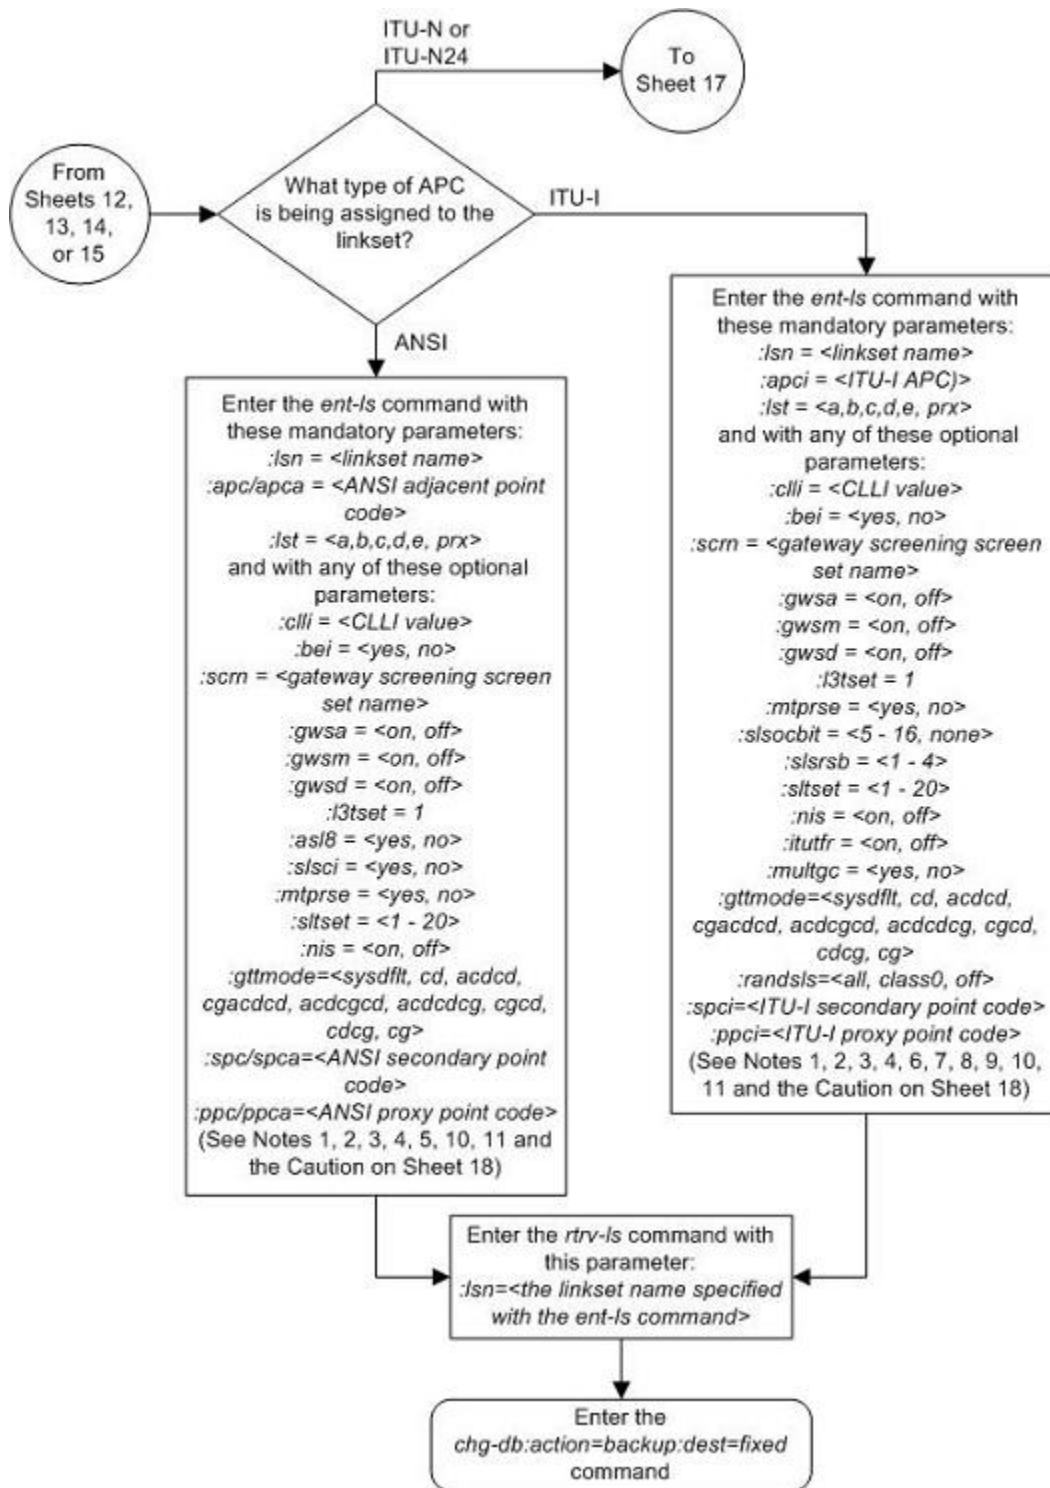 ITU-N or
ITU-N24
To
Sheet 17
From
Sheets 12,
13, 14,
or 15
What type of APC
is being assigned to the
linkset?
ITU-I
ANSI
Enter the ent-ls command with
these mandatory parameters:
:lsn = <linkset name>
:apc/apca = <ANSI adjacent point
code>
:lst = <a,b,c,d,e, prx>
and with any of these optional
parameters:
:clli = <CLLI value>
:bei = <yes, no>
:scrn = <gateway screening screen
set name>
:gwsa = <on, off>
:gwsm = <on, off>
:gwsd = <on, off>
:l3tset = 1
:asl8 = <yes, no>
:slsci = <yes, no>
:mtprse = <yes, no>
:sltset = <1 - 20>
:nis = <on, off>
:gttmode=<sysdflt, cd, acdcd,
cgacdcd, acdcgcd, acdcdcg, cgcd,
cdcg, cg>
:spc/spca=<ANSI secondary point
code>
:ppc/ppca=<ANSI proxy point code>
(See Notes 1, 2, 3, 4, 5, 10, 11 and
the Caution on Sheet 18)
Enter the ent-ls command with
these mandatory parameters:
:lsn = <linkset name>
:apci = <ITU-I APC)>
:lst = <a,b,c,d,e, prx>
and with any of these optional
parameters:
:clli = <CLLI value>
:bei = <yes, no>
:scrn = <gateway screening screen
set name>
:gwsa = <on, off>
:gwsm = <on, off>
:gwsd = <on, off>
:l3tset = 1
:mtprse = <yes, no>
:slsocbit = <5 - 16, none>
:slsrsb = <1 - 4>
:sltset = <1 - 20>
:nis = <on, off>
:itutfr = <on, off>
:multgc = <yes, no>
:gttmode=<sysdflt, cd, acdcd,
cgacdcd, acdcgcd, acdcdcg, cgcd,
cdcg, cg>
:randsls=<all, class0, off>
:spci=<ITU-I secondary point code>
:ppci=<ITU-I proxy point code>
(See Notes 1, 2, 3, 4, 6, 7, 8, 9, 10,
11 and the Caution on Sheet 18)
Enter the rtrv-ls command with
this parameter:
:lsn=<the linkset name specified
with the ent-ls command>
Enter the
chg-db:action=backup:dest=fixed
command